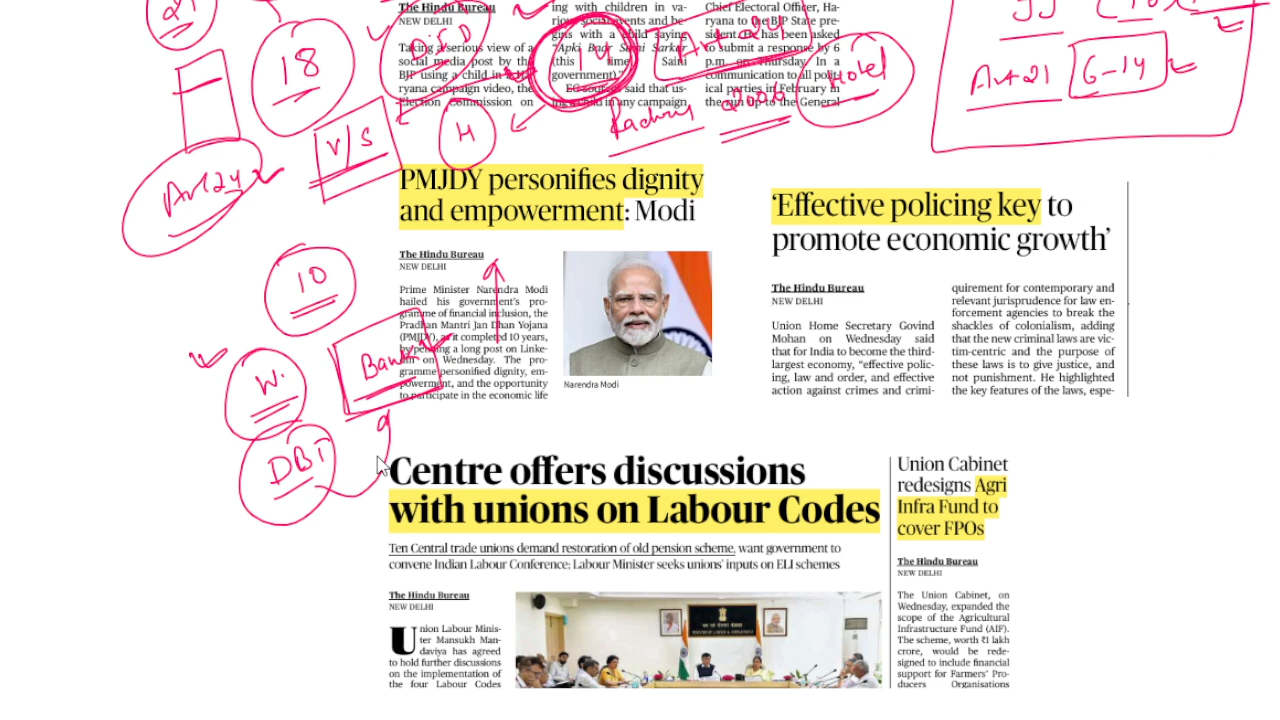 The Hindu Bureau
NEW DELHI
Taking a serious view of a
social media post by the
BJP using a child in
ryana campaign video, the
Election Commission on
ing with children in va-
rious social events and be-
gins with a child saying
"Apki Baar Saini Sarkar
(this time, Saini
government)."
EC sources said that us-
ing a child in any campaign
Chief Electoral Officer, Ha-
ryana to the BJP State pre-
sident. He has been asked
to submit a response by 6
p.m. on Thursday. In a
communication to all polit-
ical parties in February in
the run up to the General
21
18
14
H
V/S
Art 24
Hotel
2006
Art 21
6-14
PMJDY personifies dignity
and empowerment: Modi
The Hindu Bureau
NEW DELHI
Prime Minister Narendra Modi
hailed his government's pro-
gramme of financial inclusion, the
Pradhan Mantri Jan Dhan Yojana
(PMJDY), as it completed 10 years,
by penning a long post on Linke-
dIn on Wednesday. The pro-
gramme personified dignity, em-
powerment, and the opportunity
to participate in the economic life
Narendra Modi
10
W.
DBT
'Effective policing key to
promote economic growth'
The Hindu Bureau
NEW DELHI
Union Home Secretary Govind
Mohan on Wednesday said
that for India to become the third-
largest economy, "effective polic-
ing, law and order, and effective
action against crimes and crimi-
quirement for contemporary and
relevant jurisprudence for law en-
forcement agencies to break the
shackles of colonialism, adding
that the new criminal laws are vic-
tim-centric and the purpose of
these laws is to give justice, and
not punishment. He highlighted
the key features of the laws, espe-
Centre offers discussions
with unions on Labour Codes
Ten Central trade unions demand restoration of old pension scheme, want government to
convene Indian Labour Conference; Labour Minister seeks unions' inputs on ELI schemes
The Hindu Bureau
NEW DELHI
Union Labour Minis-
ter Mansukh Man-
daviya has agreed
to hold further discussions
on the implementation of
the four Labour Codes
Union Cabinet
redesigns Agri
Infra Fund to
cover FPOs
The Hindu Bureau
NEW DELHI
The Union Cabinet, on
Wednesday, expanded the
scope of the Agricultural
Infrastructure Fund (AIF).
The scheme, worth ₹1 lakh
crore, would be rede-
signed to include financial
support for Farmers' Pro-
ducers Organisations